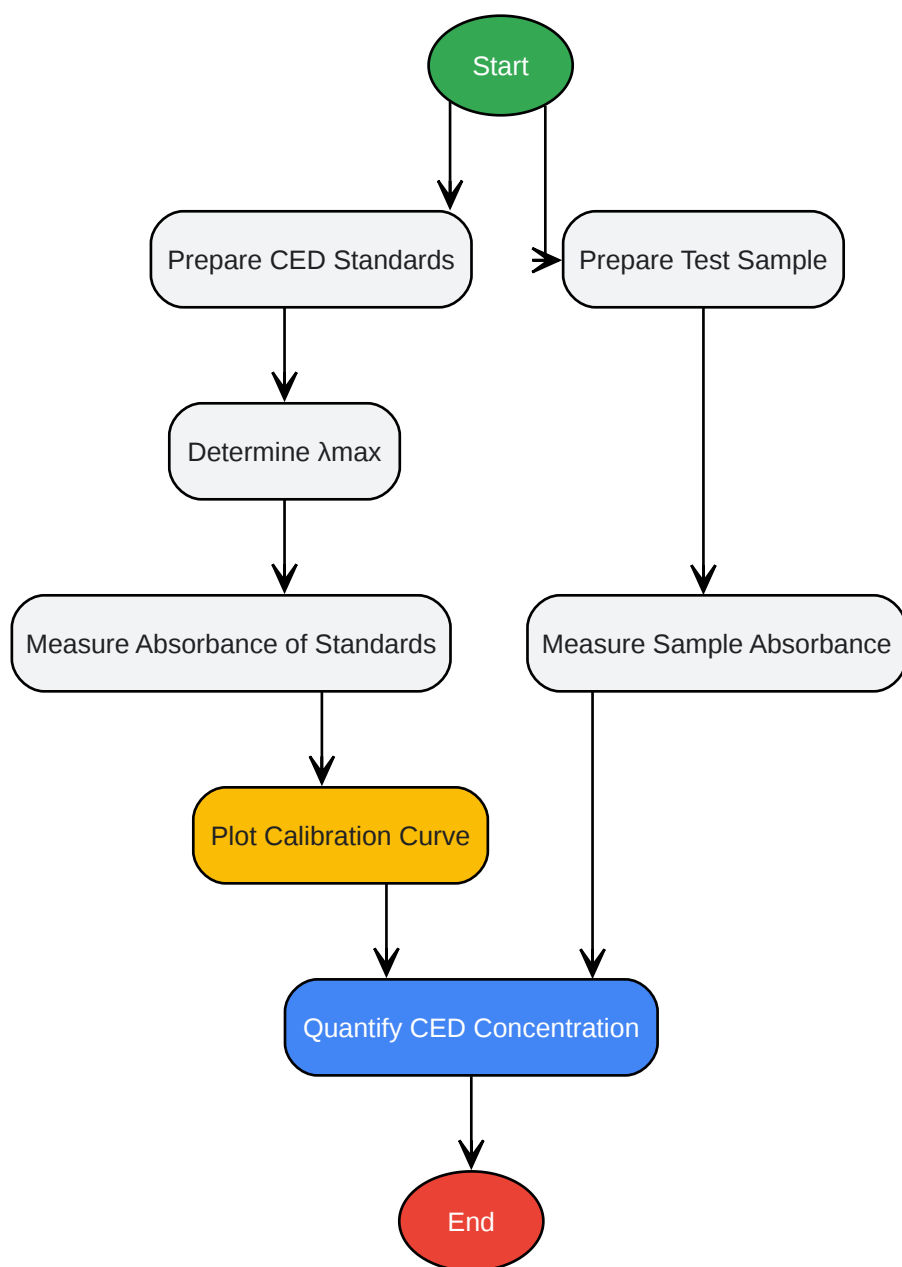 Start
Prepare CED Standards
Prepare Test Sample
Determine λmax
Measure Absorbance of Standards
Measure Sample Absorbance
Plot Calibration Curve
Quantify CED Concentration
End